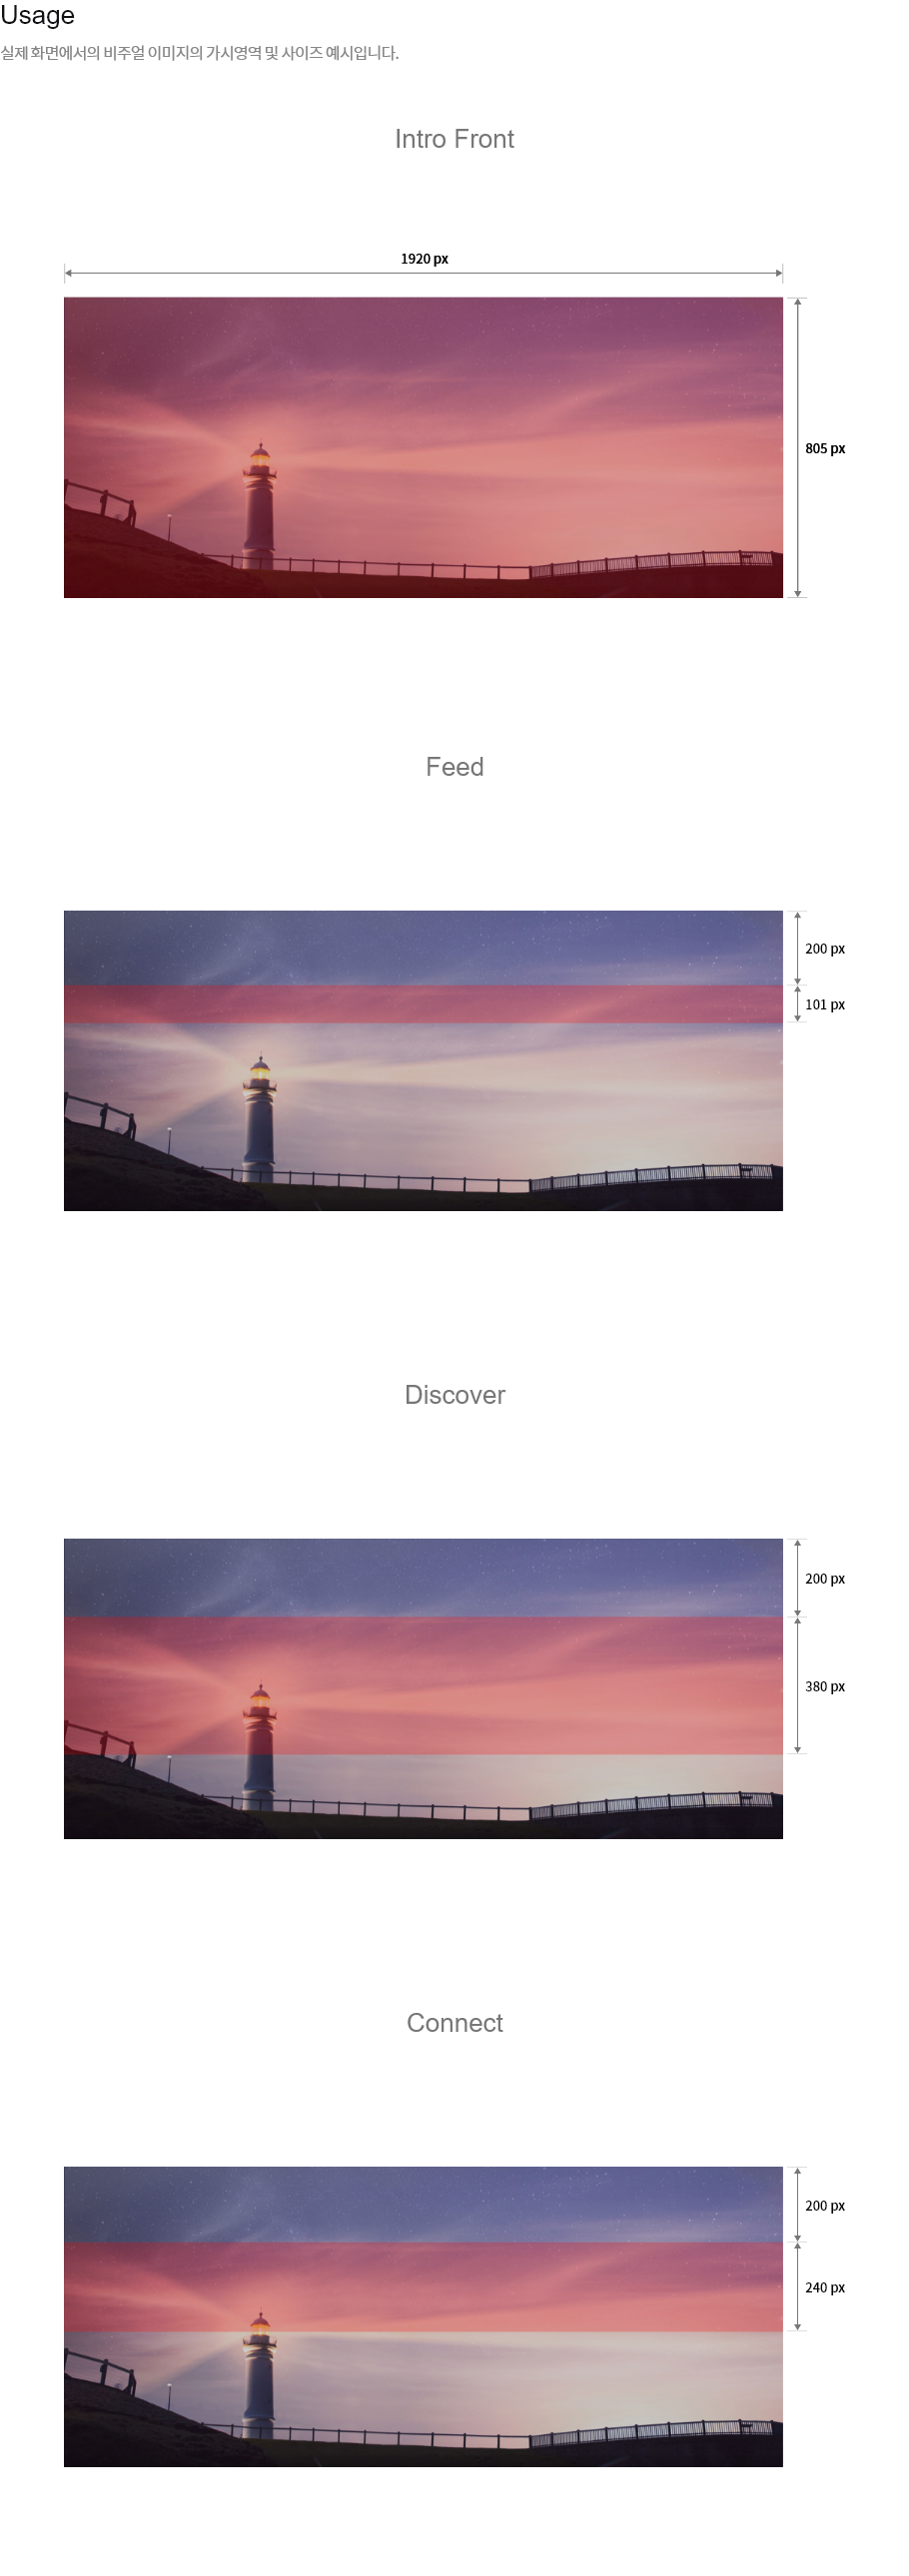 Usage
실제 화면에서의 비주얼 이미지의 가시영역 및 사이즈 예시입니다.
Intro Front
1920 px
805 px
Feed
200 px
101 px
Discover
200 px
380 px
Connect
200 px
240 px